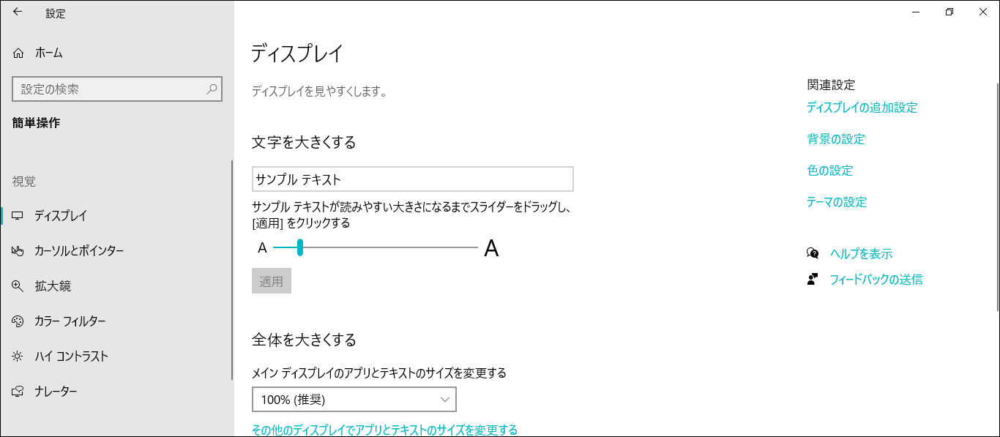 設定
ホーム
設定の検索
簡単操作
視覚
ディスプレイ
カーソルとポインター
拡大鏡
カラー フィルター
ハイ コントラスト
ナレーター
ディスプレイ
ディスプレイを見やすくします。
文字を大きくする
サンプル テキスト
サンプル テキストが読みやすい大きさになるまでスライダーをドラッグし、
[適用] をクリックする
A A
適用
全体を大きくする
メイン ディスプレイのアプリとテキストのサイズを変更する
100% (推奨)
その他のディスプレイでアプリとテキストのサイズを変更する
関連設定
ディスプレイの追加設定
背景の設定
色の設定
テーマの設定
ヘルプを表示
フィードバックの送信